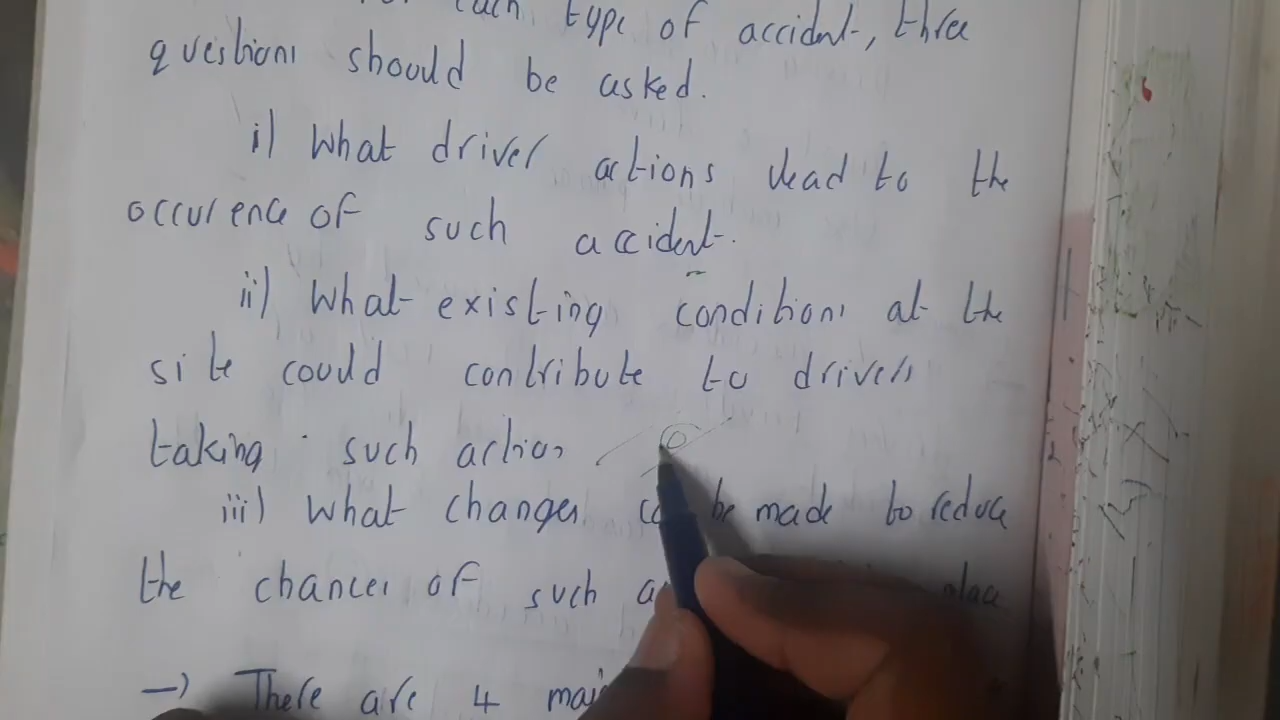 each type of accident, three
questions should be asked.
i) What driver actions lead to the
occurence of such accident.
ii) What existing conditions at the
site could contribute to drivers
taking such action
iii) What changes be made to reduce
the chances of such place
→ There are 4